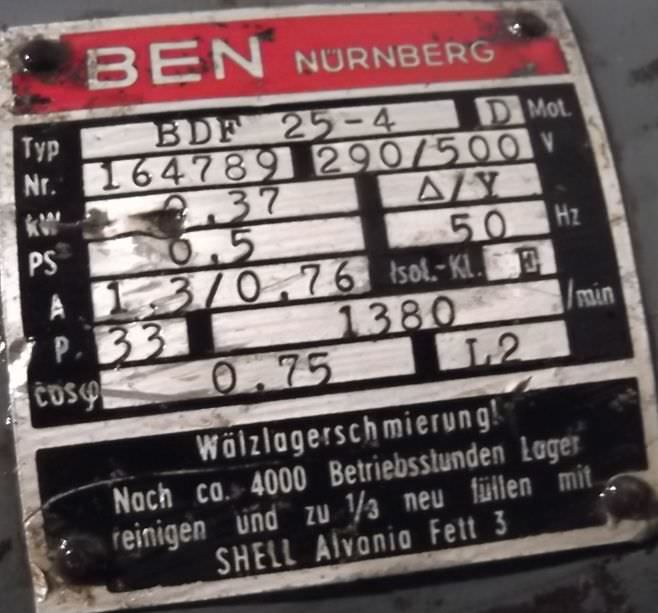 BEN NÜRNBERG
Typ BDF 25-4 D Mot.
Nr. 164789 290/500 V
kW 0.37 Δ/Y
PS 0.5 50 Hz
A 1.3/0.76 Isol.-Kl.
P. 33 1380 /min
cosφ 0.75 L2
Wälzlagerschmierung!
Nach ca. 4000 Betriebsstunden Lager
reinigen und zu 1/3 neu füllen mit
SHELL Alvania Fett 3